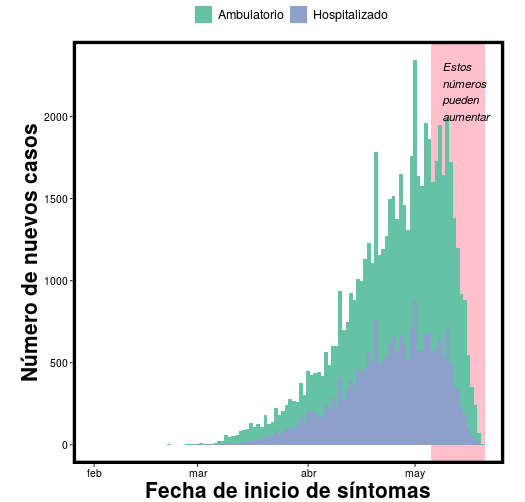 Ambulatorio Hospitalizado
Estos
números
pueden
aumentar
Número de nuevos casos
2000
1500
1000
500
0
feb mar abr may
Fecha de inicio de síntomas